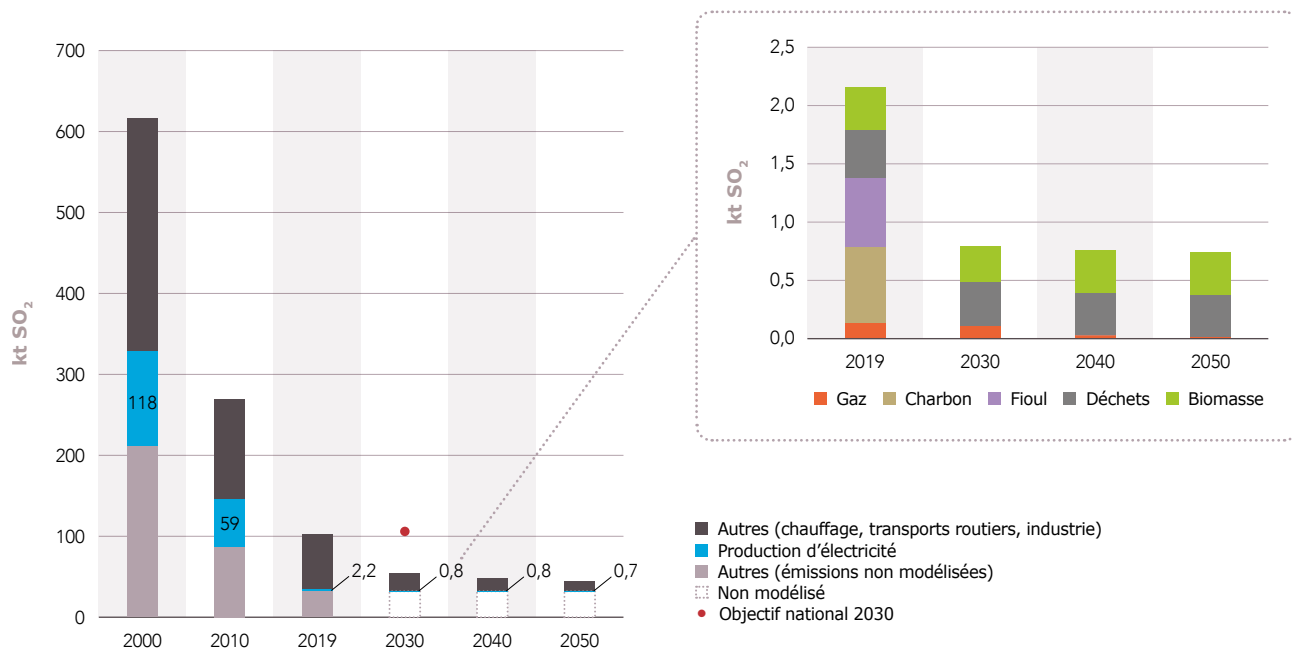 700
600
500
400
300
200
100
0
kt SO₂
118
59
2,2
0,8
0,8
0,7
2000 2010 2019 2030 2040 2050
2,5
2,0
1,5
1,0
0,5
0,0
kt SO₂
2019 2030 2040 2050
Gaz Charbon Fioul Déchets Biomasse
Autres (chauffage, transports routiers, industrie)
Production d'électricité
Autres (émissions non modélisées)
Non modélisé
Objectif national 2030